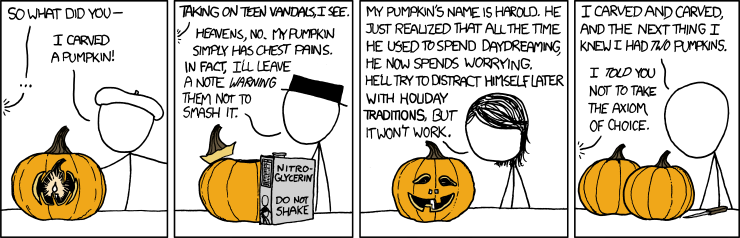 SO WHAT DID YOU—
I CARVED
A PUMPKIN!
...
TAKING ON TEEN VANDALS, I SEE.
HEAVENS, NO. MY PUMPKIN
SIMPLY HAS CHEST PAINS.
IN FACT, I'LL LEAVE
A NOTE WARNING
THEM NOT TO
SMASH IT.
NITRO-
GLYCERIN
DO NOT
SHAKE
MY PUMPKIN'S NAME IS HAROLD. HE
JUST REALIZED THAT ALL THE TIME
HE USED TO SPEND DAYDREAMING,
HE NOW SPENDS WORRYING.
HE'LL TRY TO DISTRACT HIMSELF LATER
WITH HOLIDAY
TRADITIONS, BUT
IT WON'T WORK.
I CARVED AND CARVED,
AND THE NEXT THING I
KNEW I HAD TWO PUMPKINS.
I TOLD YOU
NOT TO TAKE
THE AXIOM
OF CHOICE.